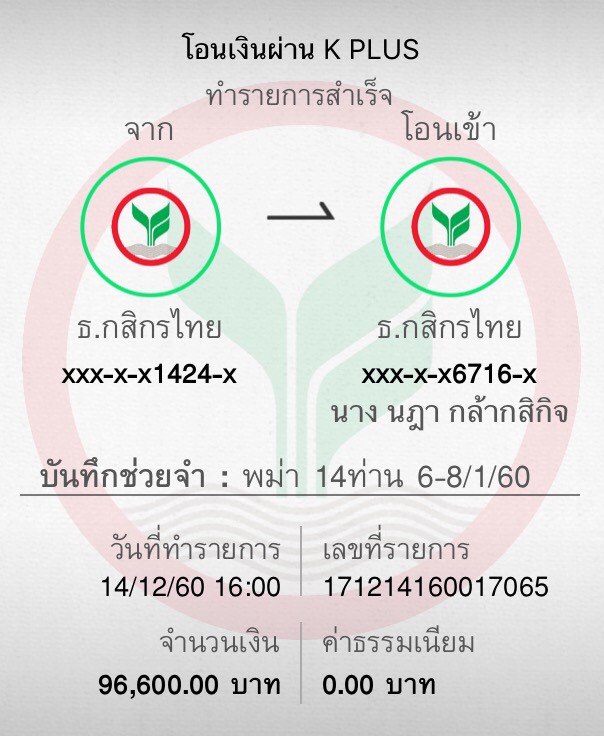 โอนเงินผ่าน K PLUS
ทำรายการสำเร็จ
จาก
โอนเข้า
ธ.กสิกรไทย
ธ.กสิกรไทย
xxx-x-x1424-x
xxx-x-x6716-x
นาง นฎา กล้ากสิกิจ
บันทึกช่วยจำ : พม่า 14ท่าน 6-8/1/60
วันที่ทำรายการ
เลขที่รายการ
14/12/60 16:00
171214160017065
จำนวนเงิน
ค่าธรรมเนียม
96,600.00 บาท
0.00 บาท